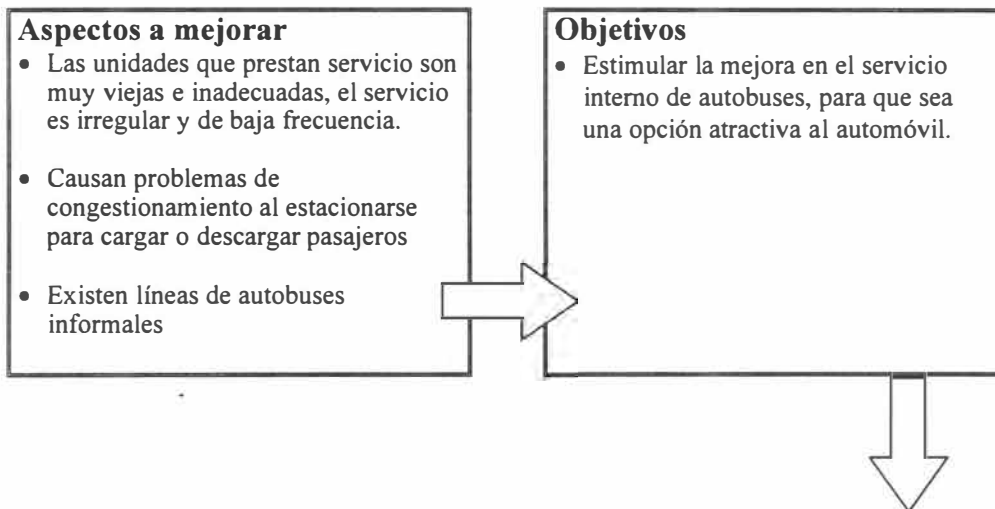 Aspectos a mejorar
• Las unidades que prestan servicio son
muy viejas e inadecuadas, el servicio
es irregular y de baja frecuencia.
• Causan problemas de
congestionamiento al estacionarse
para cargar o descargar pasajeros
• Existen líneas de autobuses
informales
Objetivos
• Estimular la mejora en el servicio
interno de autobuses, para que sea
una opción atractiva al automóvil.